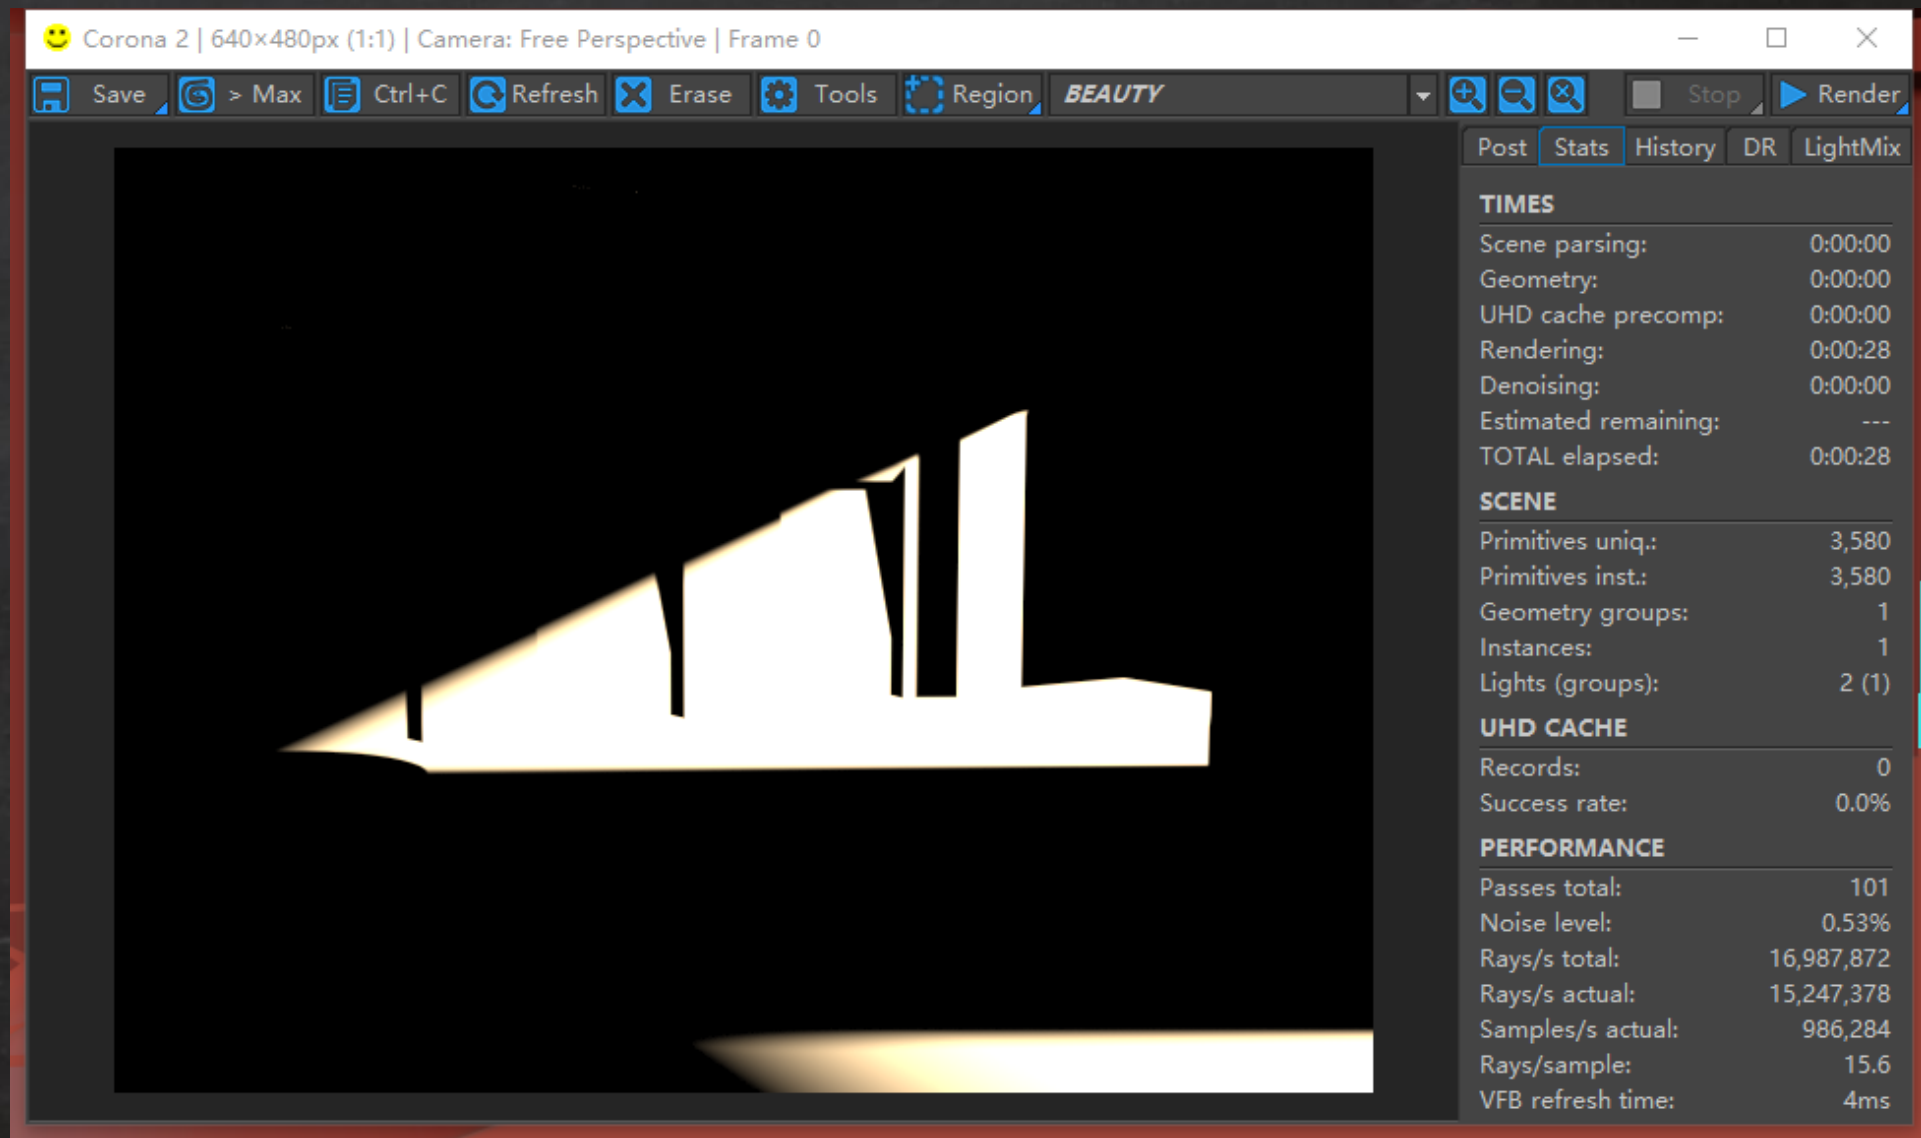 Corona 2 | 640×480px (1:1) | Camera: Free Perspective | Frame 0
Save > Max Ctrl+C Refresh Erase Tools Region BEAUTY Stop Render
Post Stats History DR LightMix
TIMES
Scene parsing: 0:00:00
Geometry: 0:00:00
UHD cache precomp: 0:00:00
Rendering: 0:00:28
Denoising: 0:00:00
Estimated remaining: ---
TOTAL elapsed: 0:00:28
SCENE
Primitives uniq.: 3,580
Primitives inst.: 3,580
Geometry groups: 1
Instances: 1
Lights (groups): 2 (1)
UHD CACHE
Records: 0
Success rate: 0.0%
PERFORMANCE
Passes total: 101
Noise level: 0.53%
Rays/s total: 16,987,872
Rays/s actual: 15,247,378
Samples/s actual: 986,284
Rays/sample: 15.6
VFB refresh time: 4ms